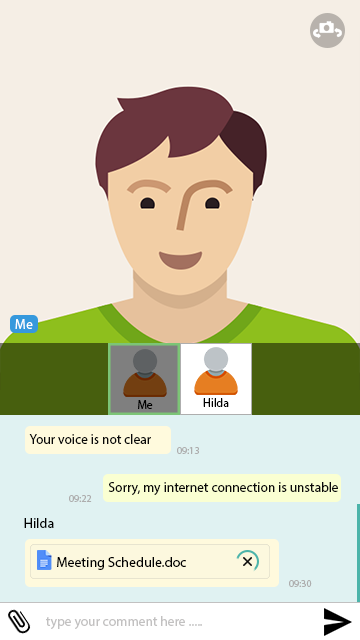 Me
Me
Hilda
Your voice is not clear
09:13
Sorry, my internet connection is unstable
09:22
Hilda
Meeting Schedule.doc
09:30
type your comment here .....